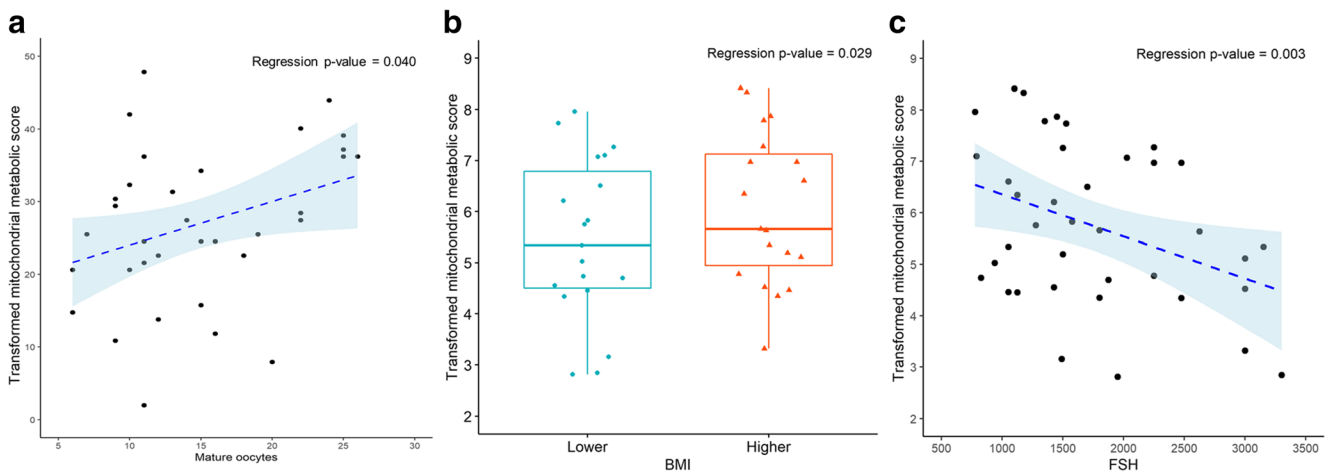 a
Regression p-value = 0.040
Transformed mitochondrial metabolic score
50
40
30
20
10
0
5
10
15
20
25
30
Mature oocytes
b
Regression p-value = 0.029
Transformed mitochondrial metabolic score
9
8
7
6
5
4
3
2
Lower
Higher
BMI
c
Regression p-value = 0.003
Transformed mitochondrial metabolic score
9
8
7
6
5
4
3
2
500
1000
1500
2000
2500
3000
3500
FSH